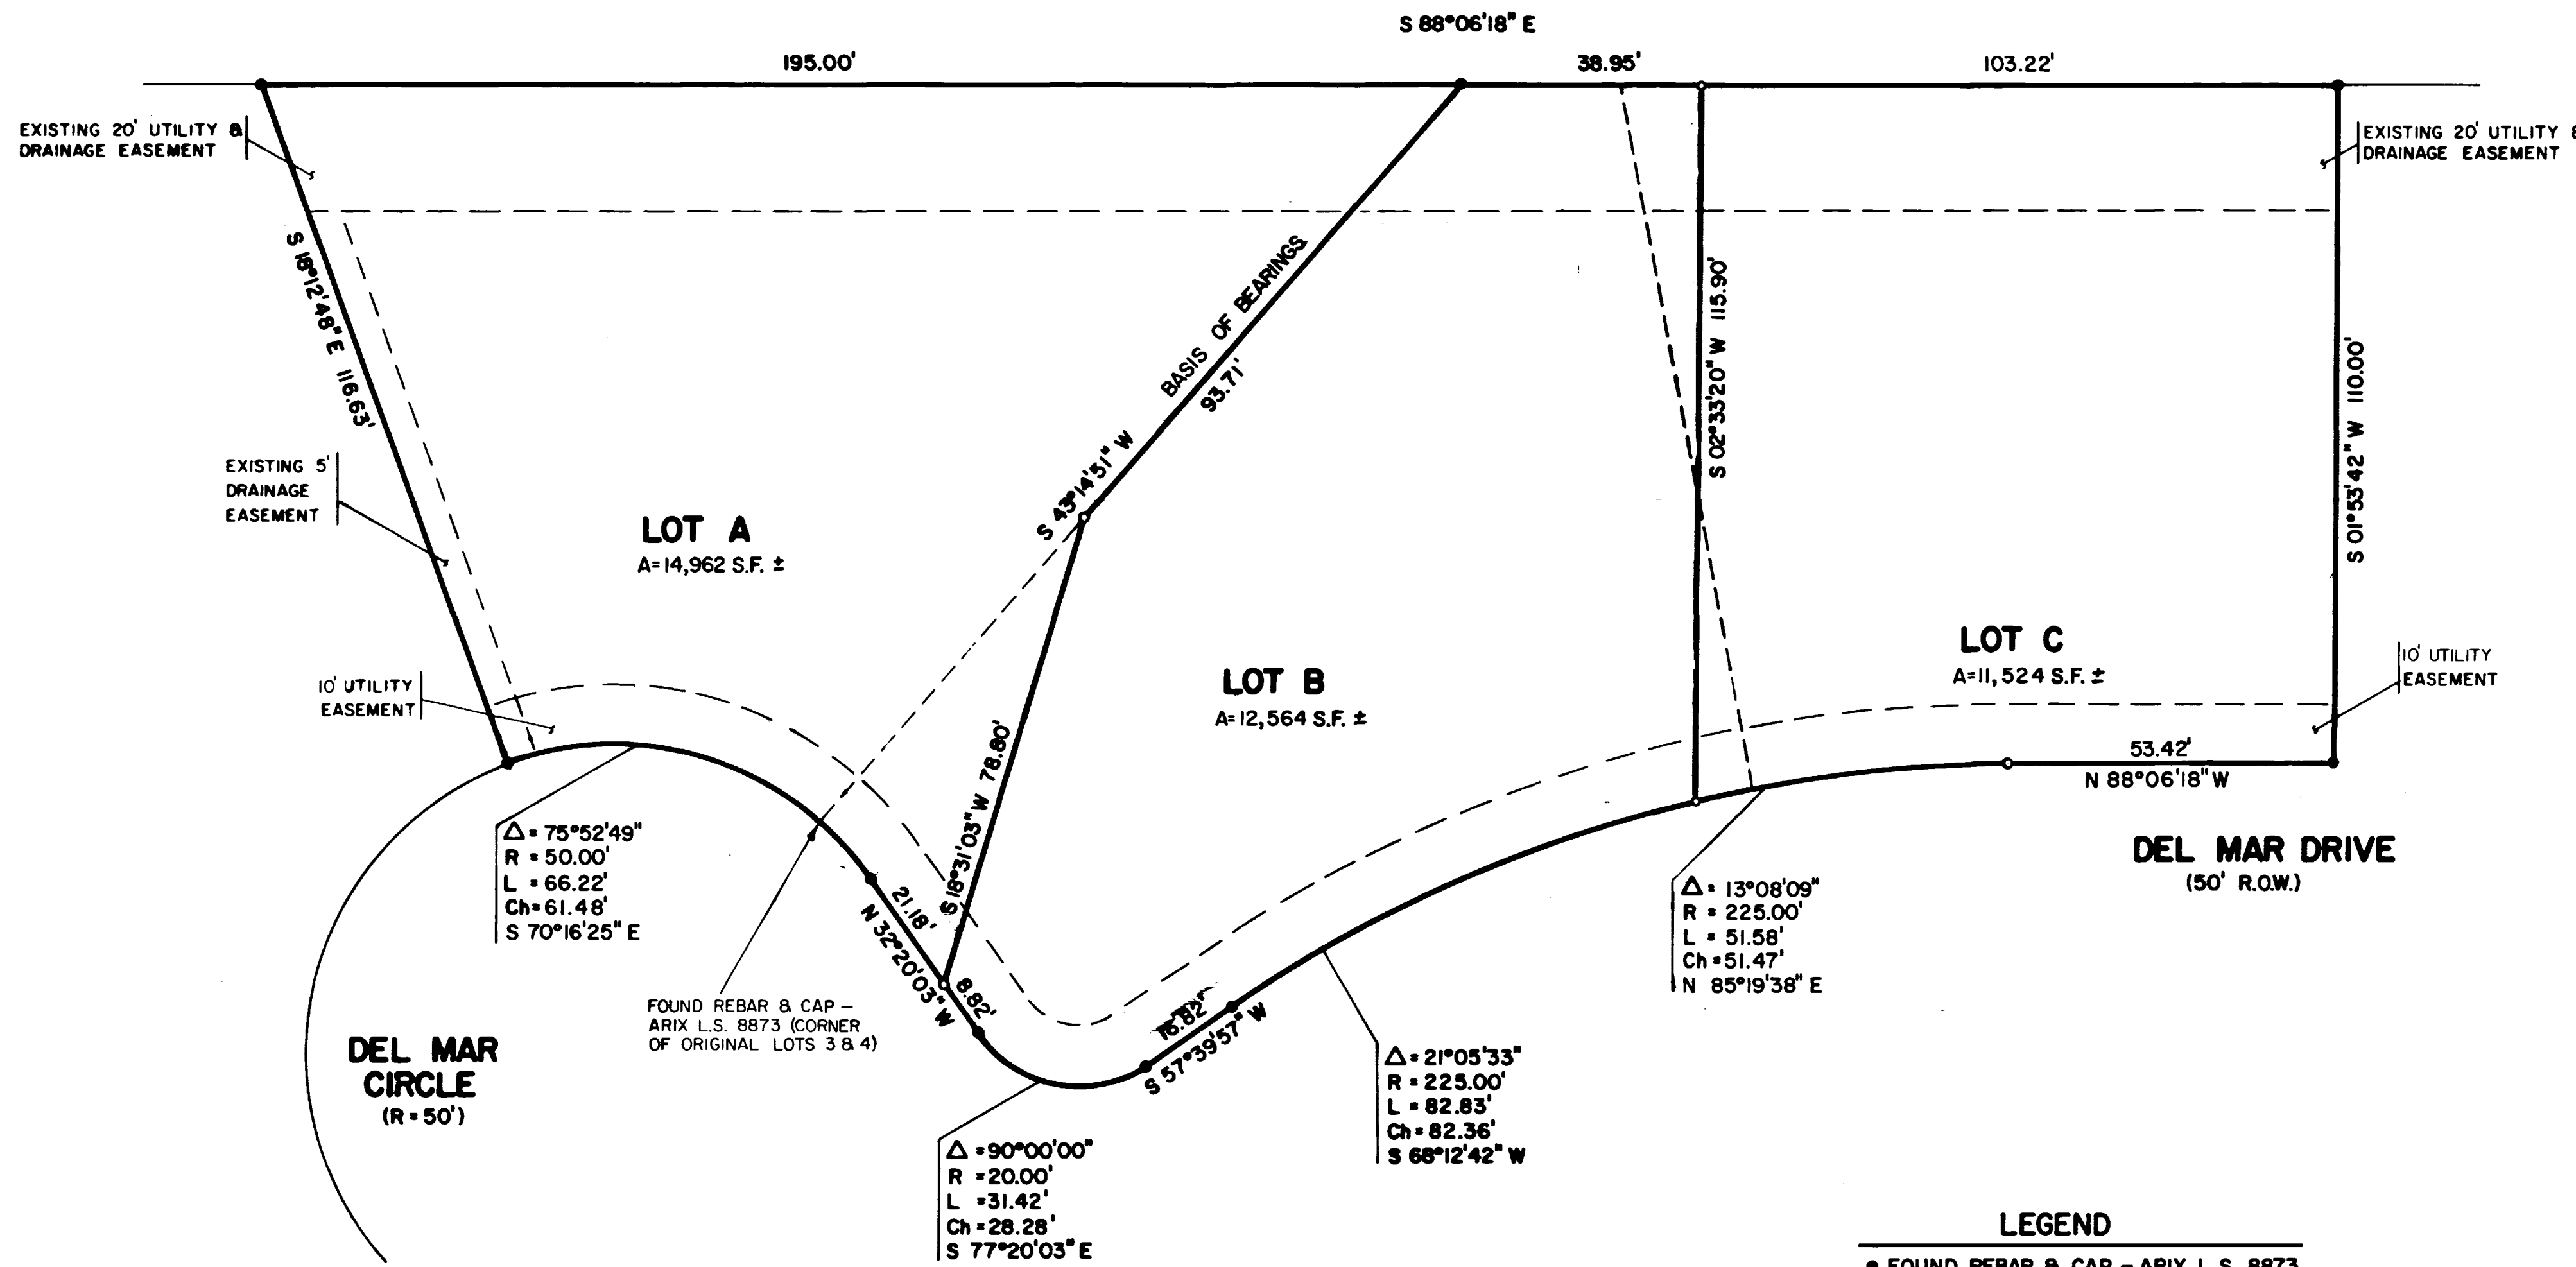 S 88°06'18" E
195.00'
38.95'
103.22'
EXISTING 20' UTILITY &
DRAINAGE EASEMENT
EXISTING 20' UTILITY &
DRAINAGE EASEMENT
S 18°12'48" E 116.63'
BASIS OF BEARINGS
93.71'
S 43°14'51" W
S 02°33'20" W 115.90'
S 01°53'42" W 110.00'
EXISTING 5'
DRAINAGE
EASEMENT
LOT A
A=14,962 S.F. ±
LOT B
A=12,564 S.F. ±
LOT C
A=11,524 S.F. ±
10' UTILITY
EASEMENT
10' UTILITY
EASEMENT
S 18°31'03" W 78.80'
53.42'
N 88°06'18" W
DEL MAR DRIVE
(50' R.O.W.)
Δ = 75°52'49"
R = 50.00'
L = 66.22'
Ch = 61.48'
S 70°16'25" E
21.18'
N 32°20'03" W
8.82'
Δ = 13°08'09"
R = 225.00'
L = 51.58'
Ch = 51.47'
N 85°19'38" E
FOUND REBAR & CAP –
ARIX L.S. 8873 (CORNER
OF ORIGINAL LOTS 3 & 4)
DEL MAR
CIRCLE
(R = 50')
16.82'
S 57°39'57" W
Δ = 21°05'33"
R = 225.00'
L = 82.83'
Ch = 82.36'
S 68°12'42" W
Δ = 90°00'00"
R = 20.00'
L = 31.42'
Ch = 28.28'
S 77°20'03" E
LEGEND
● FOUND REBAR & CAP – ARIX L.S. 8873